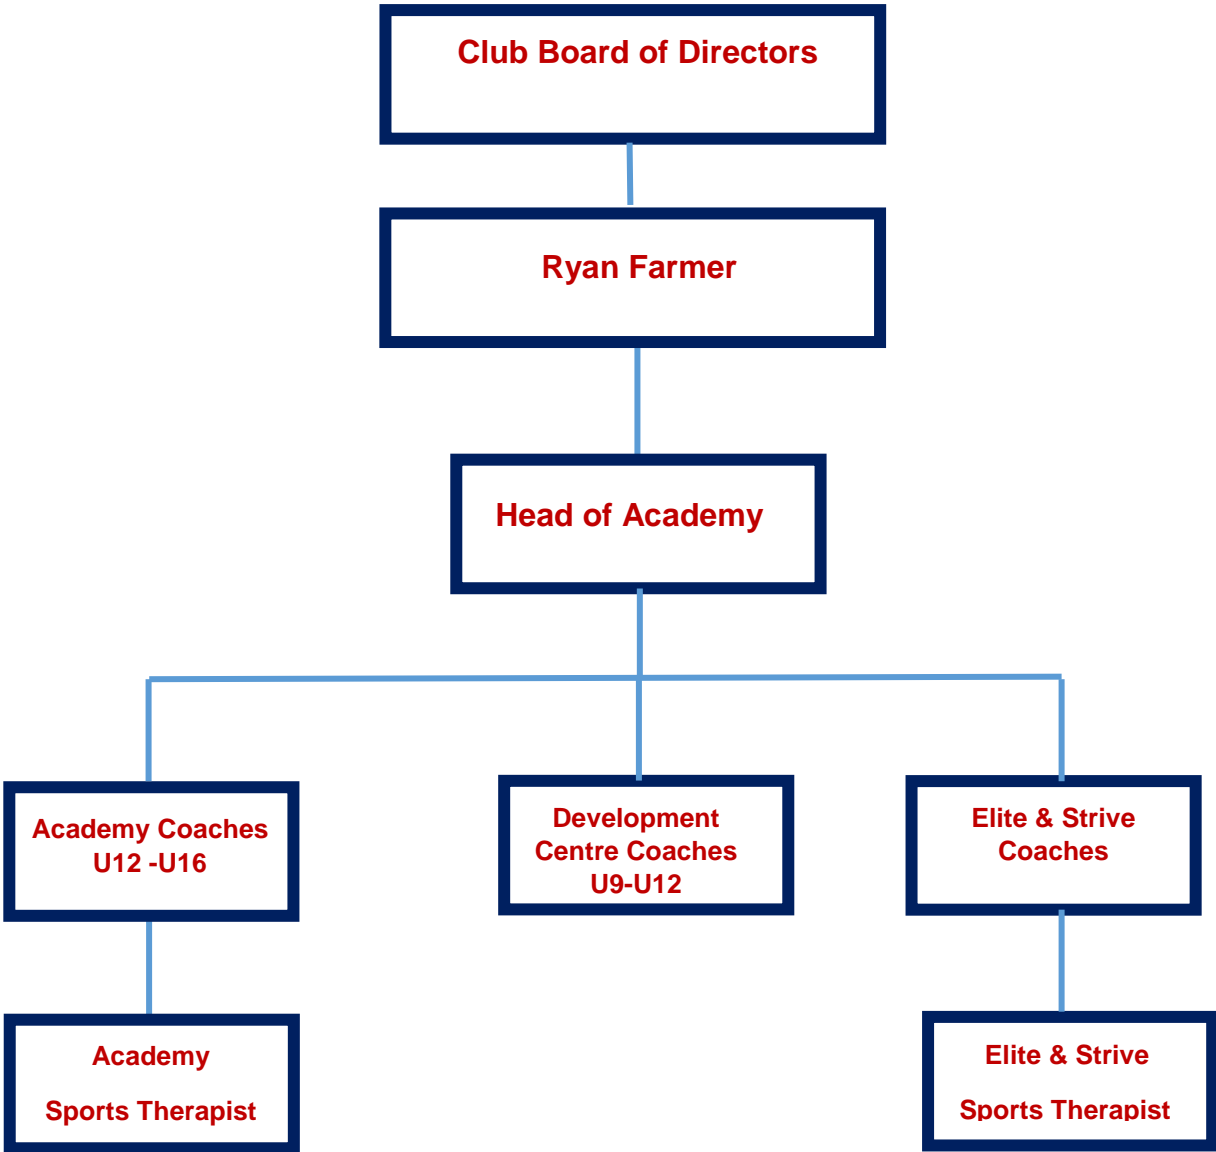 Club Board of Directors
Ryan Farmer
Head of Academy
Academy Coaches
U12 -U16
Development
Centre Coaches
U9-U12
Elite & Strive
Coaches
Academy
Sports Therapist
Elite & Strive
Sports Therapist